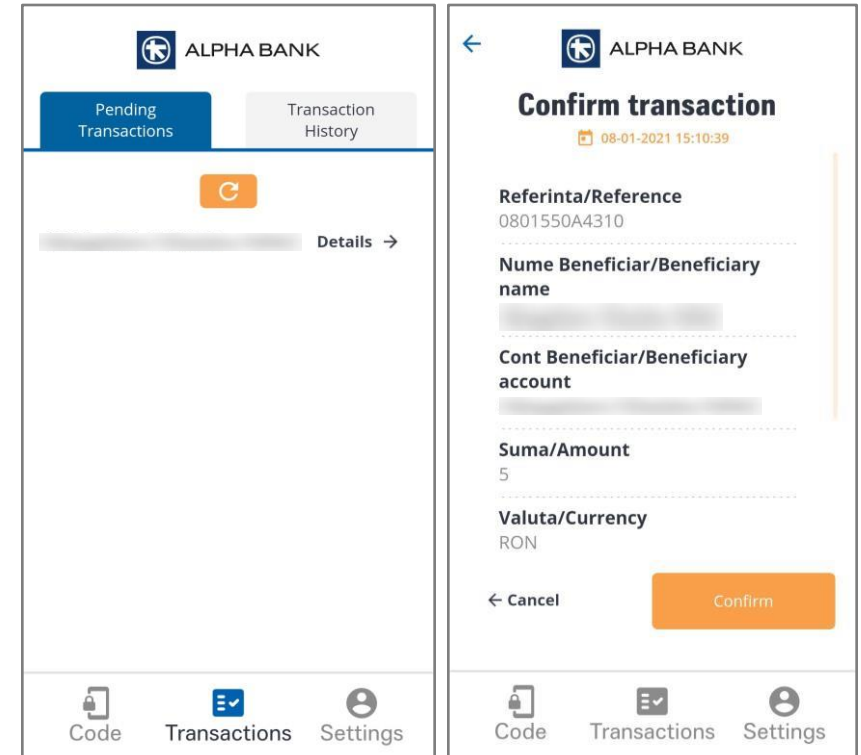 ALPHA BANK
Pending
Transactions
Transaction
History
Details →
Code
Transactions
Settings
←
ALPHA BANK
Confirm transaction
08-01-2021 15:10:39
Referinta/Reference
0801550A4310
Nume Beneficiar/Beneficiary
name
Cont Beneficiar/Beneficiary
account
Suma/Amount
5
Valuta/Currency
RON
← Cancel
Confirm
Code
Transactions
Settings